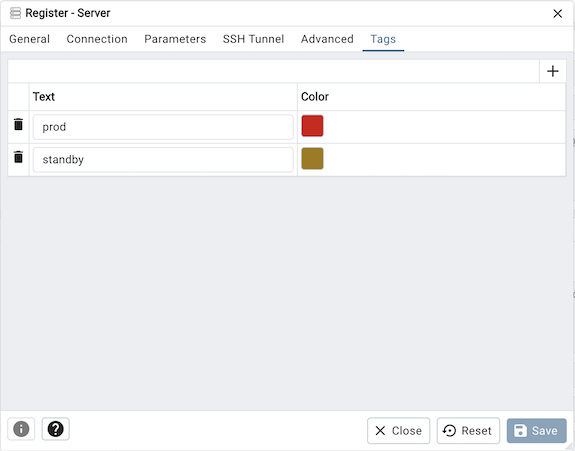 Register - Server
General Connection Parameters SSH Tunnel Advanced Tags
Text Color
prod
standby
Close Reset Save